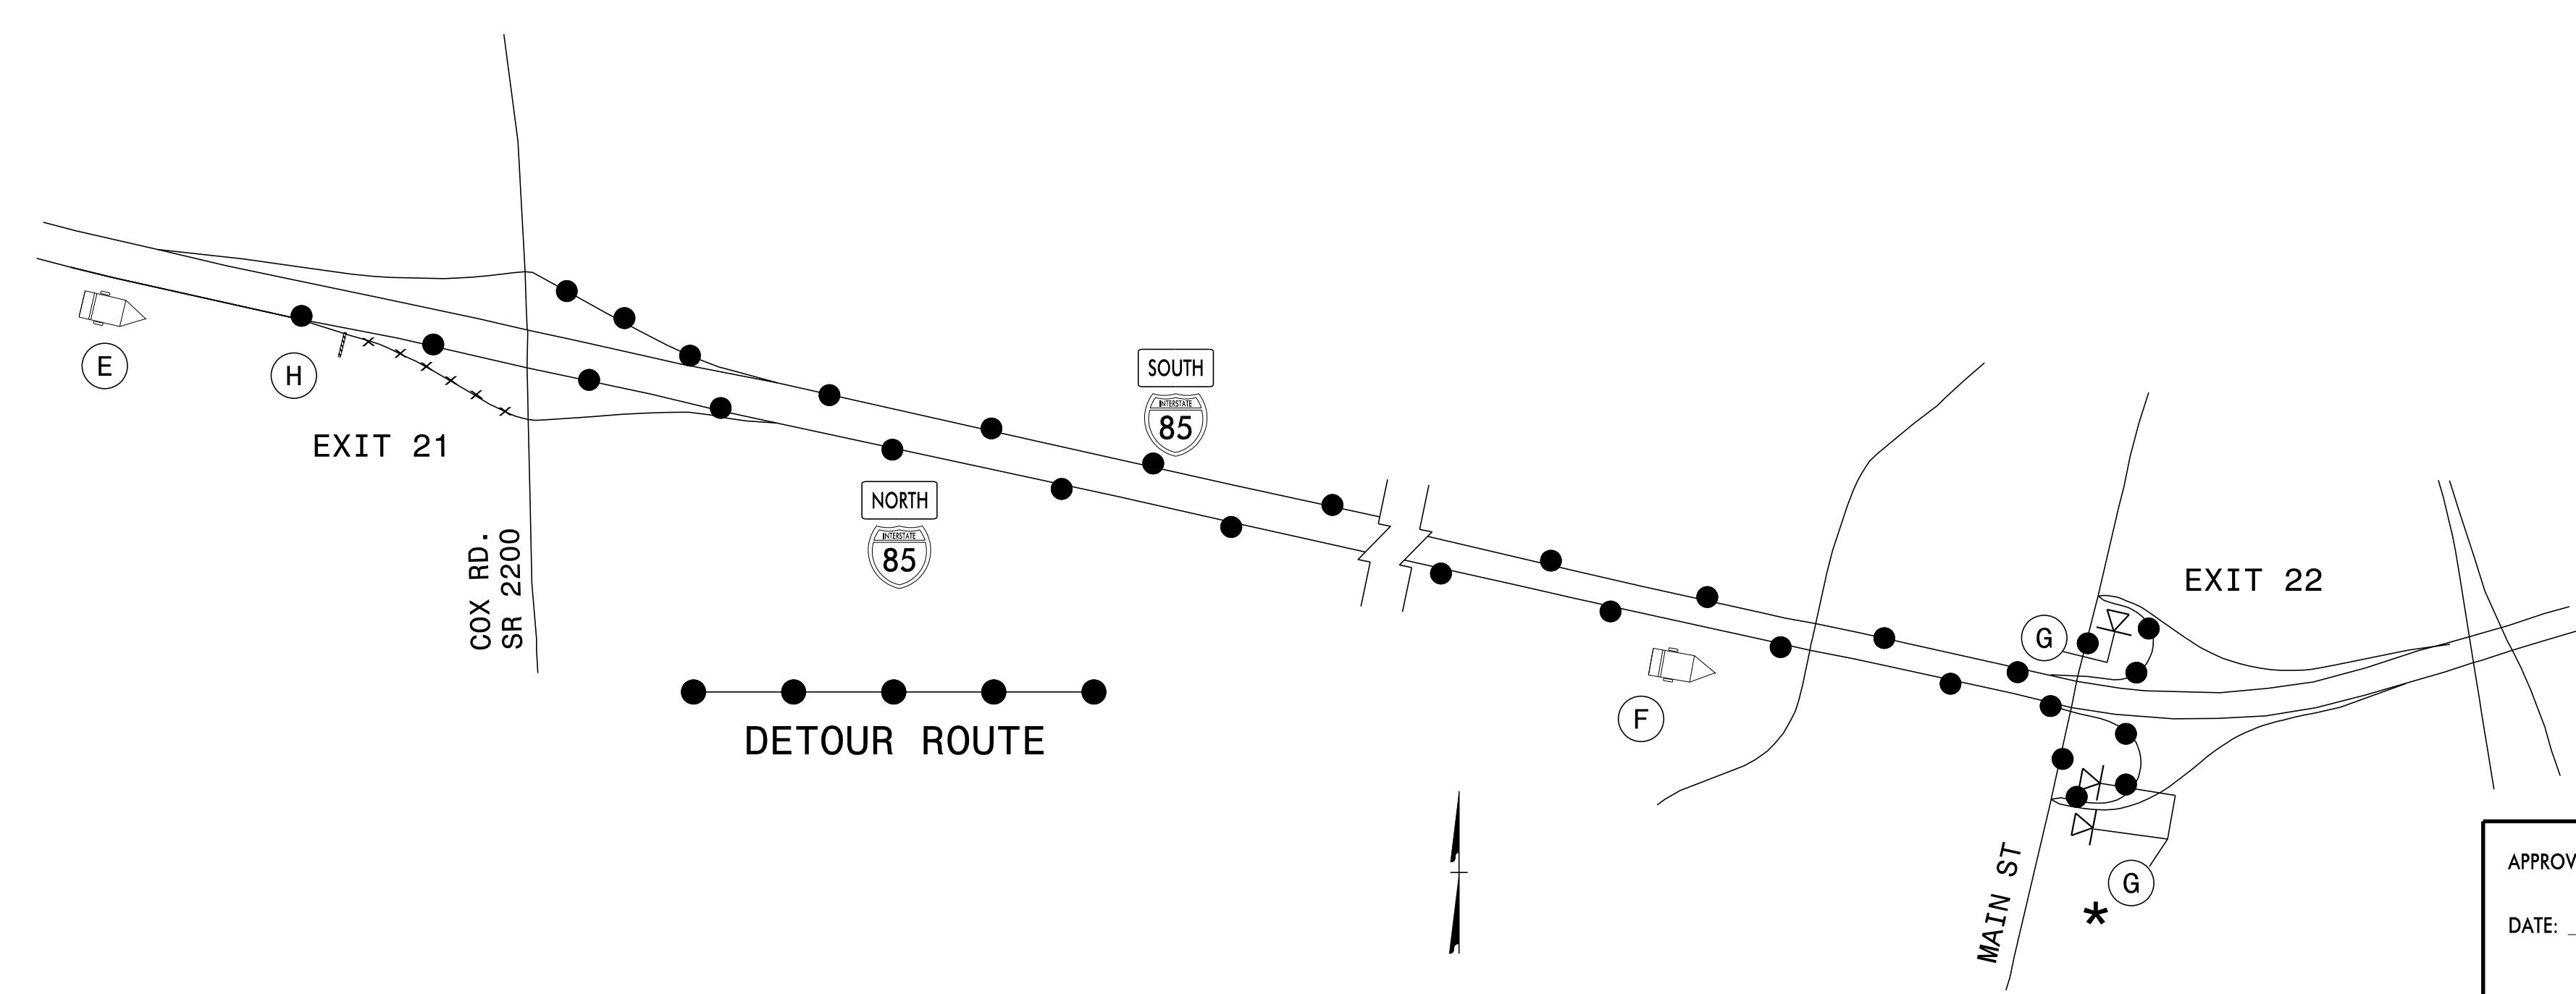 E
H
EXIT 21
COX RD.
SR 2200
SOUTH
INTERSTATE
85
NORTH
INTERSTATE
85
DETOUR ROUTE
F
G
EXIT 22
MAIN ST
G
*
APPROV
DATE: _